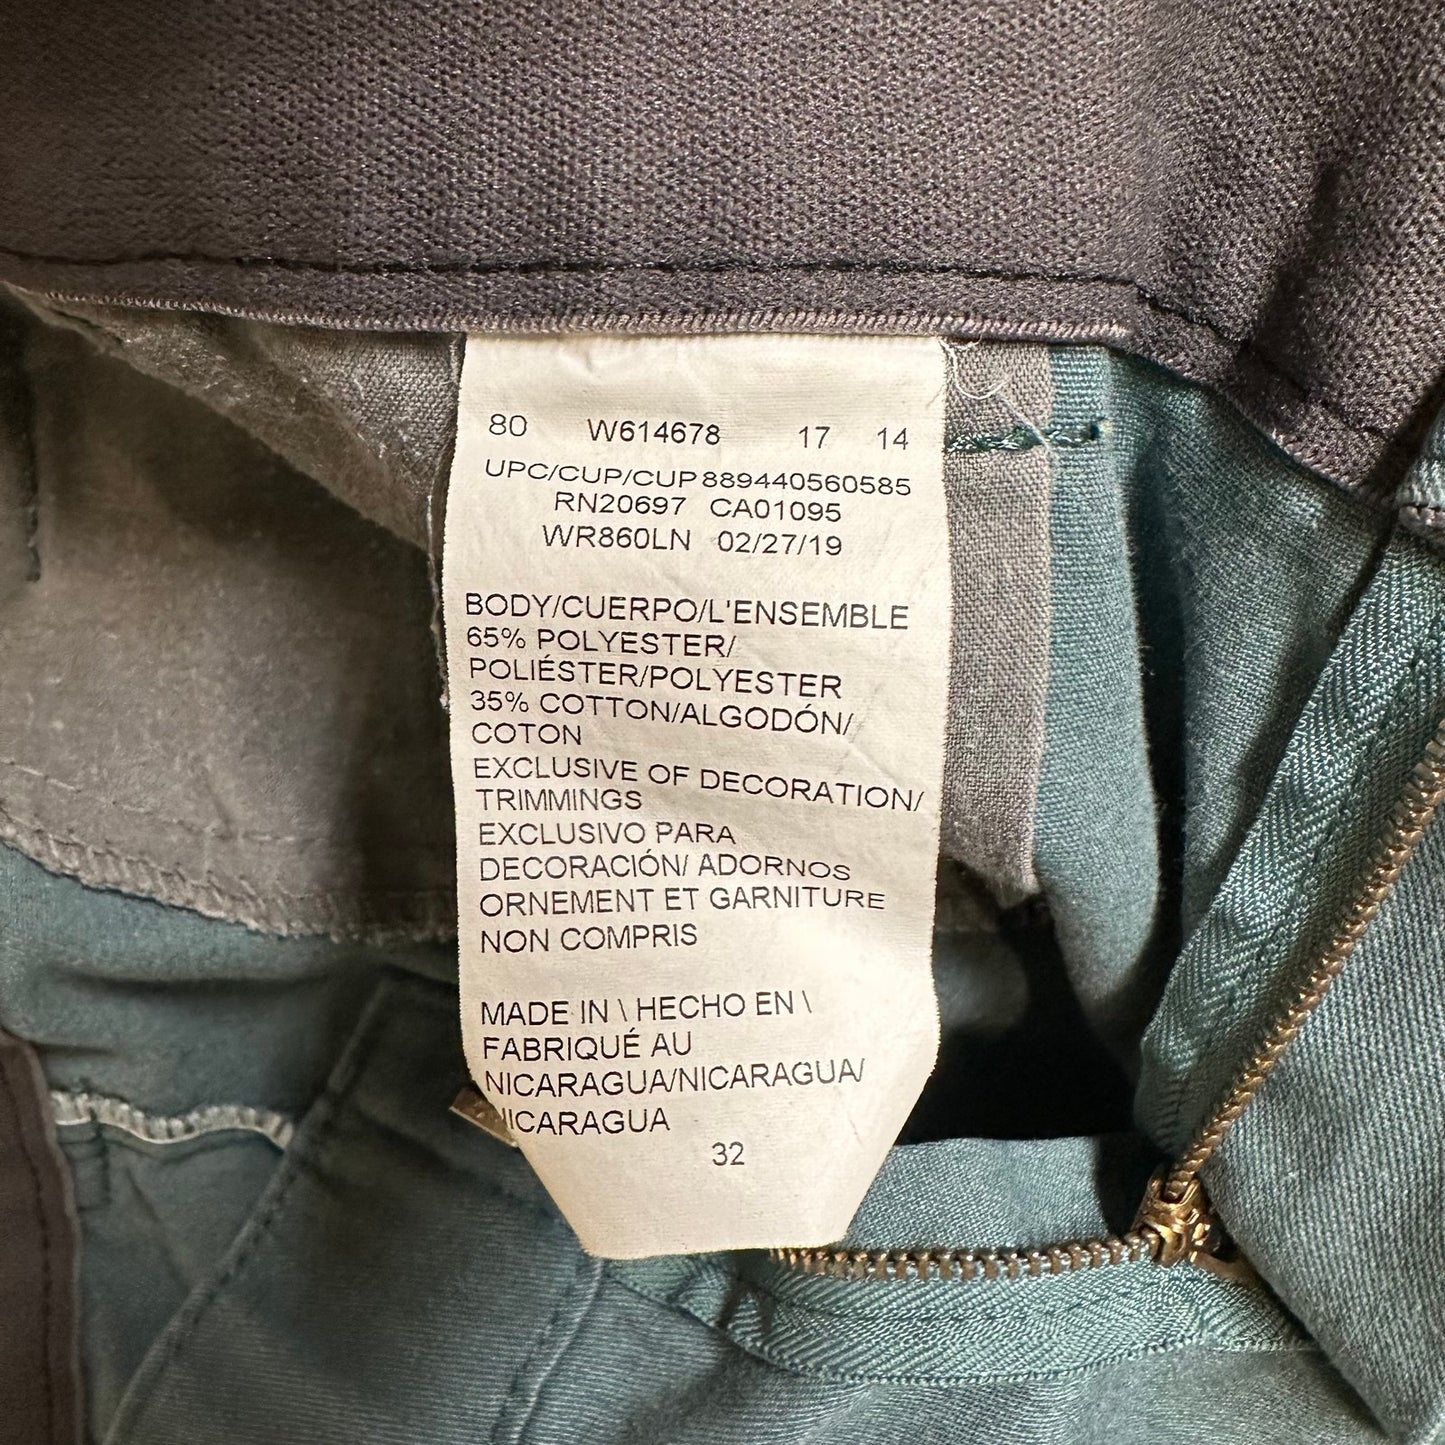 80 W614678 17 14
UPC/CUP/CUP 889440560585
RN20697 CA01095
WR860LN 02/27/19
BODY/CUERPO/L'ENSEMBLE
65% POLYESTER/
POLIÉSTER/POLYESTER
35% COTTON/ALGODÓN/
COTON
EXCLUSIVE OF DECORATION/
TRIMMINGS
EXCLUSIVO PARA
DECORACIÓN/ ADORNOS
ORNEMENT ET GARNITURE
NON COMPRIS
MADE IN \ HECHO EN \
FABRIQUÉ AU
NICARAGUA/NICARAGUA/
NICARAGUA
32